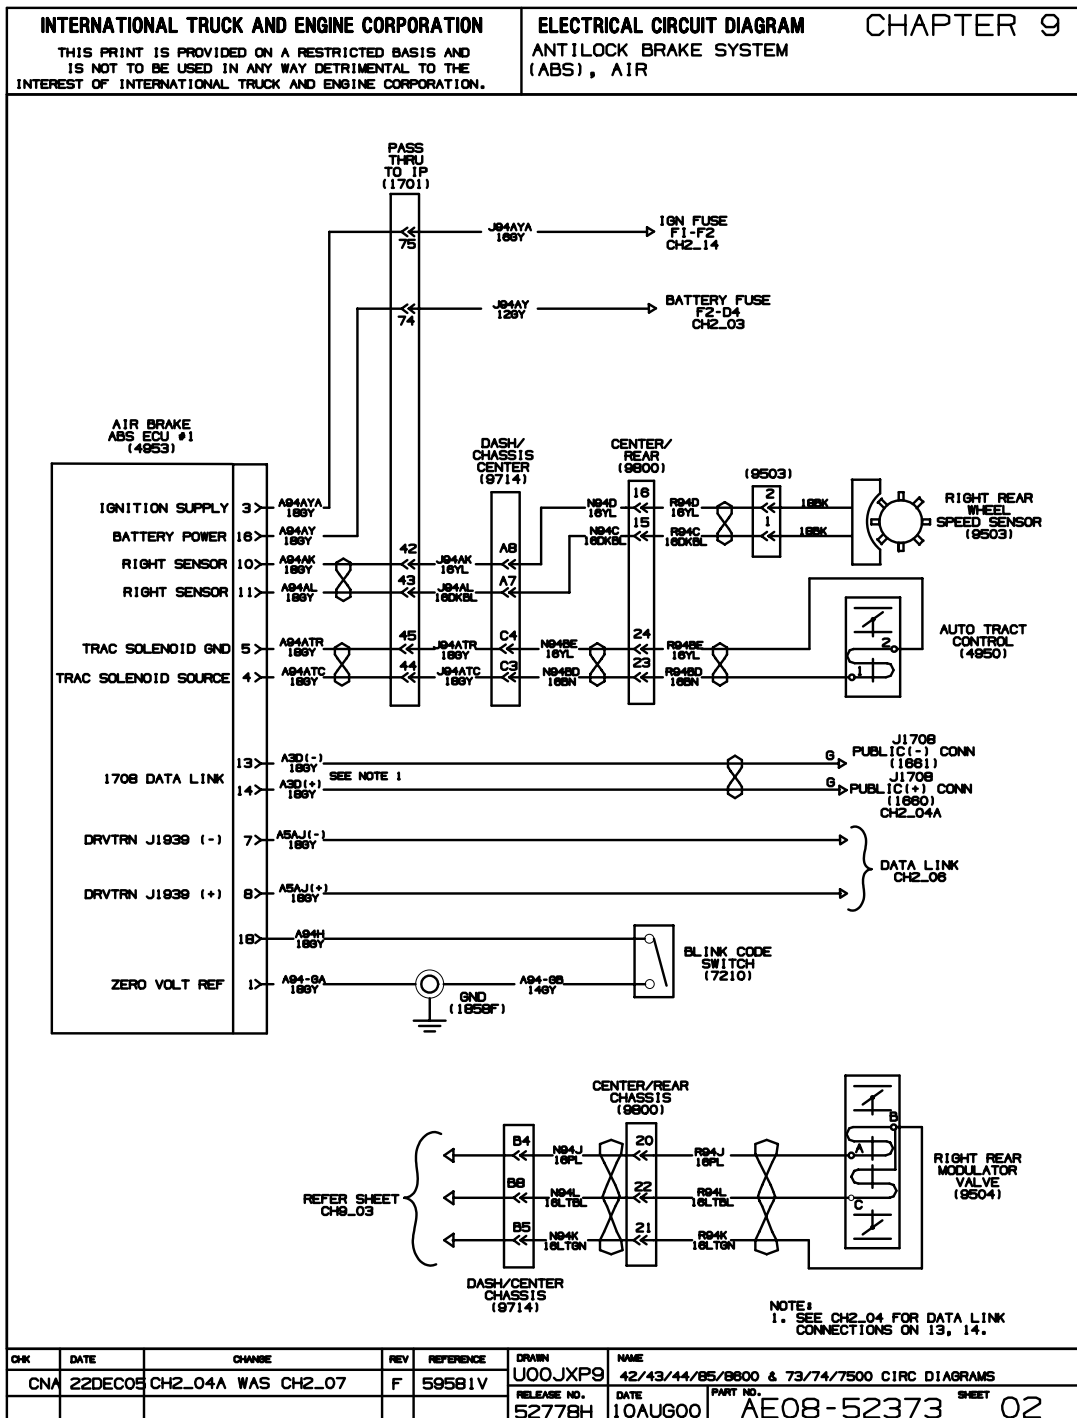 INTERNATIONAL TRUCK AND ENGINE CORPORATION
THIS PRINT IS PROVIDED ON A RESTRICTED BASIS AND
IS NOT TO BE USED IN ANY WAY DETRIMENTAL TO THE
INTEREST OF INTERNATIONAL TRUCK AND ENGINE CORPORATION.
ELECTRICAL CIRCUIT DIAGRAM
ANTILOCK BRAKE SYSTEM
(ABS), AIR
CHAPTER 9
PASS
THRU
TO IP
(1701)
75
J94AYA
16GY
IGN FUSE
F1-F2
CH2_14
74
J94AY
12GY
BATTERY FUSE
F2-D4
CH2_03
AIR BRAKE
ABS ECU #1
(4953)
DASH/
CHASSIS
CENTER
(9714)
CENTER/
REAR
(9800)
(9503)
IGNITION SUPPLY 3 A94AYA
18GY
BATTERY POWER 16 A94AY
18GY
RIGHT SENSOR 10 A94AK
18GY
42 J94AK
16YL
A8 N94D
16YL
16 R94D
16YL
2 18BK
RIGHT SENSOR 11 A94AL
18GY
43 J94AL
16DKBL
A7 N94C
16DKBL
15 R94C
16DKBL
1 18BK
RIGHT REAR
WHEEL
SPEED SENSOR
(9503)
TRAC SOLENOID GND 5 A94ATR
18GY
45 J94ATR
18GY
C4 N94BE
16YL
24 R94BE
16YL
2
TRAC SOLENOID SOURCE 4 A94ATC
18GY
44 J94ATC
18GY
C3 N94BD
16BN
23 R94BD
16BN
1
AUTO TRACT
CONTROL
(4950)
1708 DATA LINK
13 A3D(-)
18GY
SEE NOTE 1
14 A3D(+)
18GY
G
J1708
PUBLIC(-) CONN
(1661)
G
J1708
PUBLIC(+) CONN
(1660)
CH2_04A
DRVTRN J1939 (-) 7 A5AJ(-)
18GY
DRVTRN J1939 (+) 8 A5AJ(+)
18GY
DATA LINK
CH2_06
18 A94H
18GY
BLINK CODE
SWITCH
(7210)
ZERO VOLT REF 1 A94-GA
18GY
GND
(1859F)
A94-GB
14GY
CENTER/REAR
CHASSIS
(9800)
REFER SHEET
CH9_03
B4 N94J
16PL
20 R94J
16PL
A
B
B8 N94L
16LTBL
22 R94L
16LTBL
C
B5 N94K
16LTGN
21 R94K
16LTGN
RIGHT REAR
MODULATOR
VALVE
(9504)
DASH/CENTER
CHASSIS
(9714)
NOTE:
1. SEE CH2_04 FOR DATA LINK
CONNECTIONS ON 13, 14.
CHK DATE CHANGE REV REFERENCE
CNA 22DEC05 CH2_04A WAS CH2_07 F 59581V
DRAWN
U00JXP9
NAME
42/43/44/85/8600 & 73/74/7500 CIRC DIAGRAMS
RELEASE NO.
52778H
DATE
10AUG00
PART NO.
AE08-52373
SHEET
02